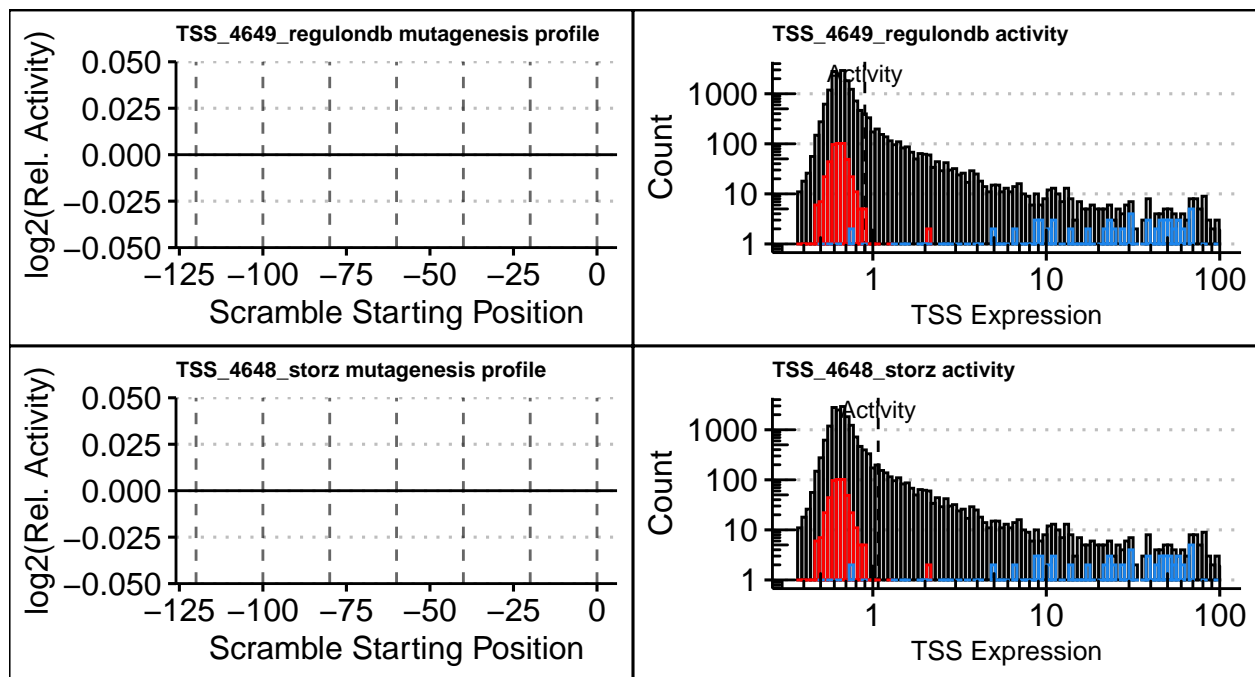 TSS_4649_regulondb mutagenesis profile
log2(Rel. Activity)
0.050
0.025
0.000
−0.025
−0.050
−125 −100 −75 −50 −25 0
Scramble Starting Position
TSS_4649_regulondb activity
Activity
Count
1000
100
10
1
1 10 100
TSS Expression
TSS_4648_storz mutagenesis profile
log2(Rel. Activity)
0.050
0.025
0.000
−0.025
−0.050
−125 −100 −75 −50 −25 0
Scramble Starting Position
TSS_4648_storz activity
Activity
Count
1000
100
10
1
1 10 100
TSS Expression